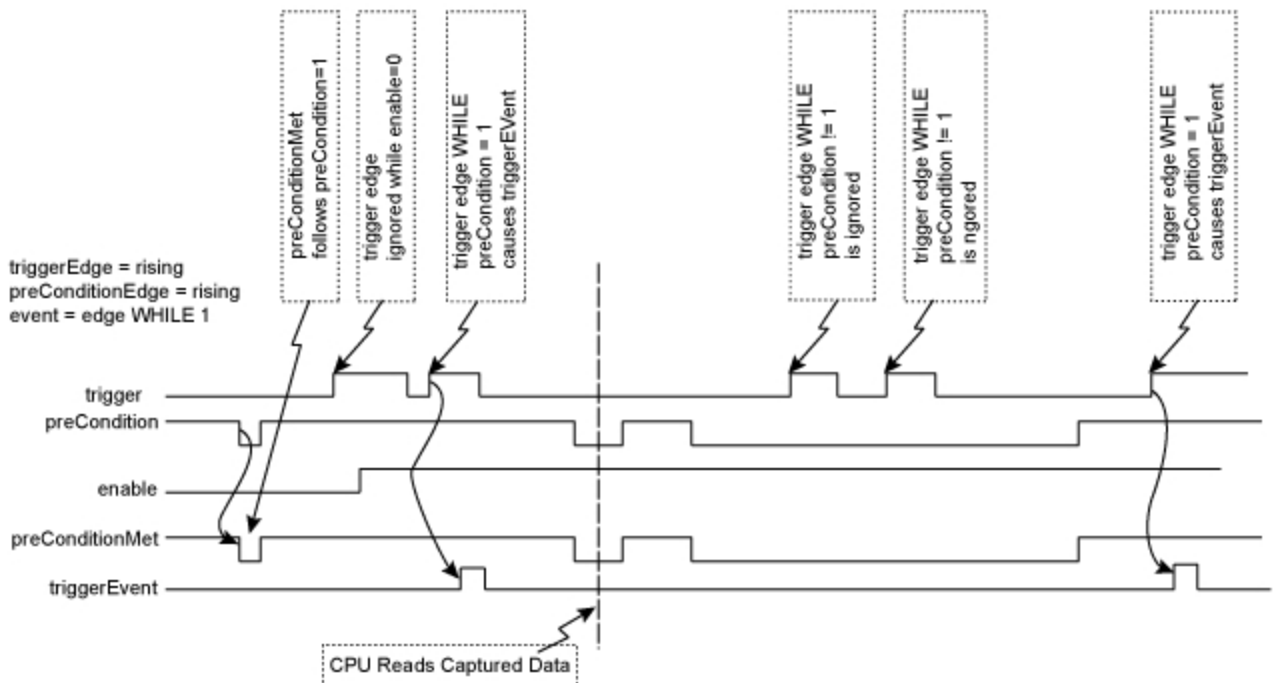 preConditionMet
follows preCondition=1
trigger edge
ignored while enable=0
trigger edge WHILE
preCondition = 1
causes triggerEVent
trigger edge WHILE
preCondition != 1
is ignored
trigger edge WHILE
preCondition != 1
is ngored
trigger edge WHILE
preCondition = 1
causes triggerEvent
triggerEdge = rising
preConditionEdge = rising
event = edge WHILE 1
trigger
preCondition
enable
preConditionMet
triggerEvent
CPU Reads Captured Data